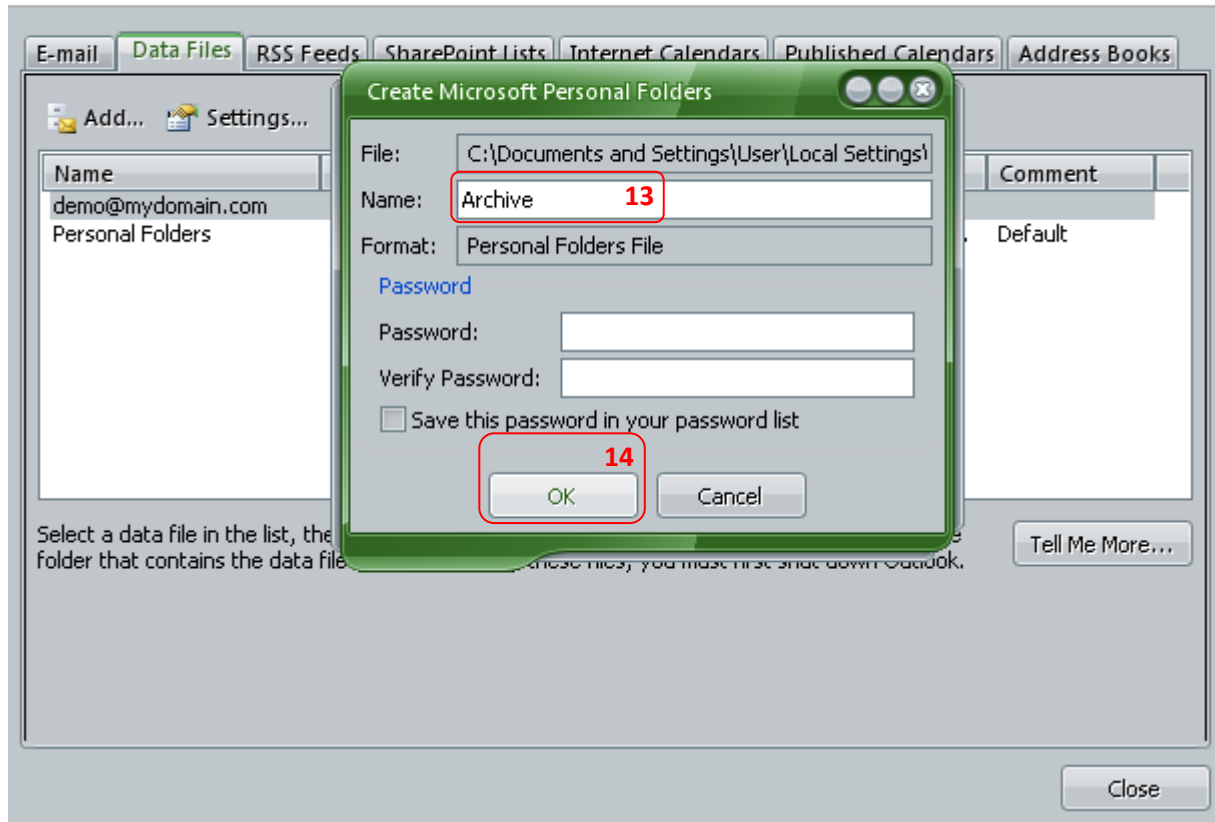 E-mail Data Files RSS Feeds SharePoint Lists Internet Calendars Published Calendars Address Books
Create Microsoft Personal Folders
Add... Settings...
File: C:\Documents and Settings\User\Local Settings\
Name Comment
Name: Archive 13
demo@mydomain.com
Personal Folders . Default
Format: Personal Folders File
Password
Password:
Verify Password:
Save this password in your password list
14
OK Cancel
Select a data file in the list, the
Tell Me More...
folder that contains the data file these files, you must first shut down Outlook.
Close